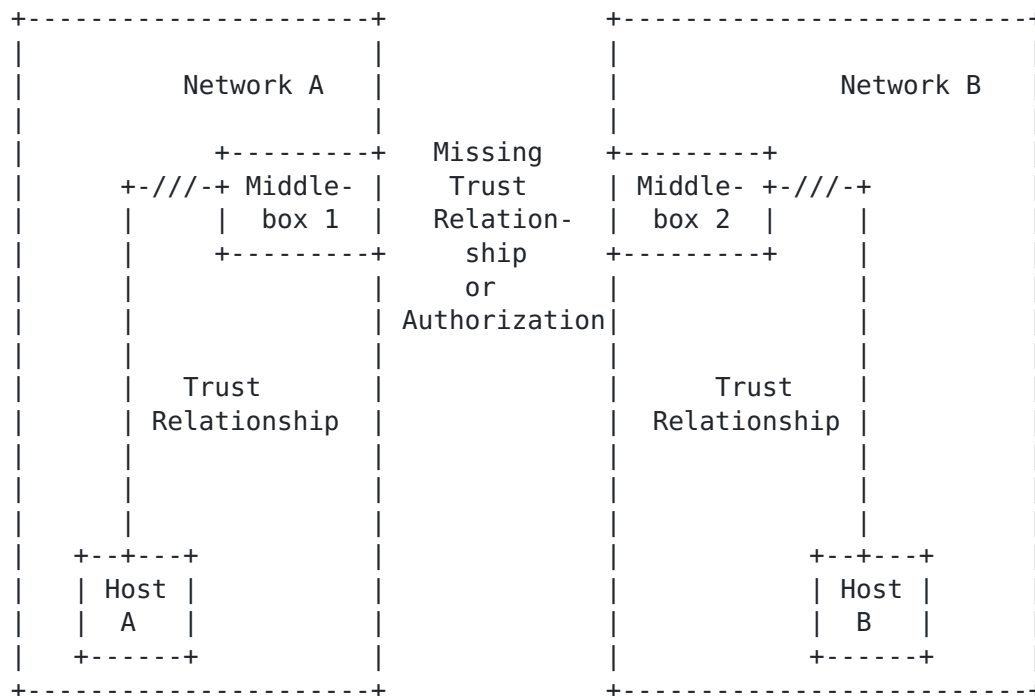 Network A
Network B
Missing
Middle-
Trust
Middle-
box 1
Relation-
box 2
ship
or
Authorization
Trust
Trust
Relationship
Relationship
Host
Host
A
B